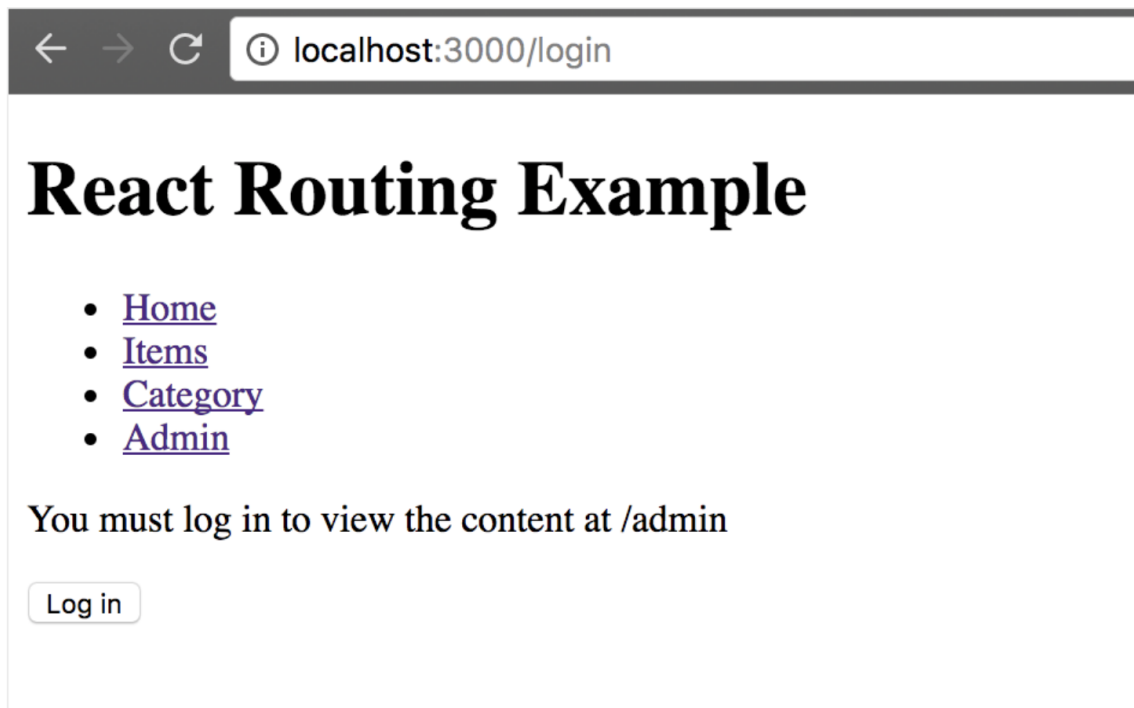 localhost:3000/login
React Routing Example
Home
Items
Category
Admin
You must log in to view the content at /admin
Log in